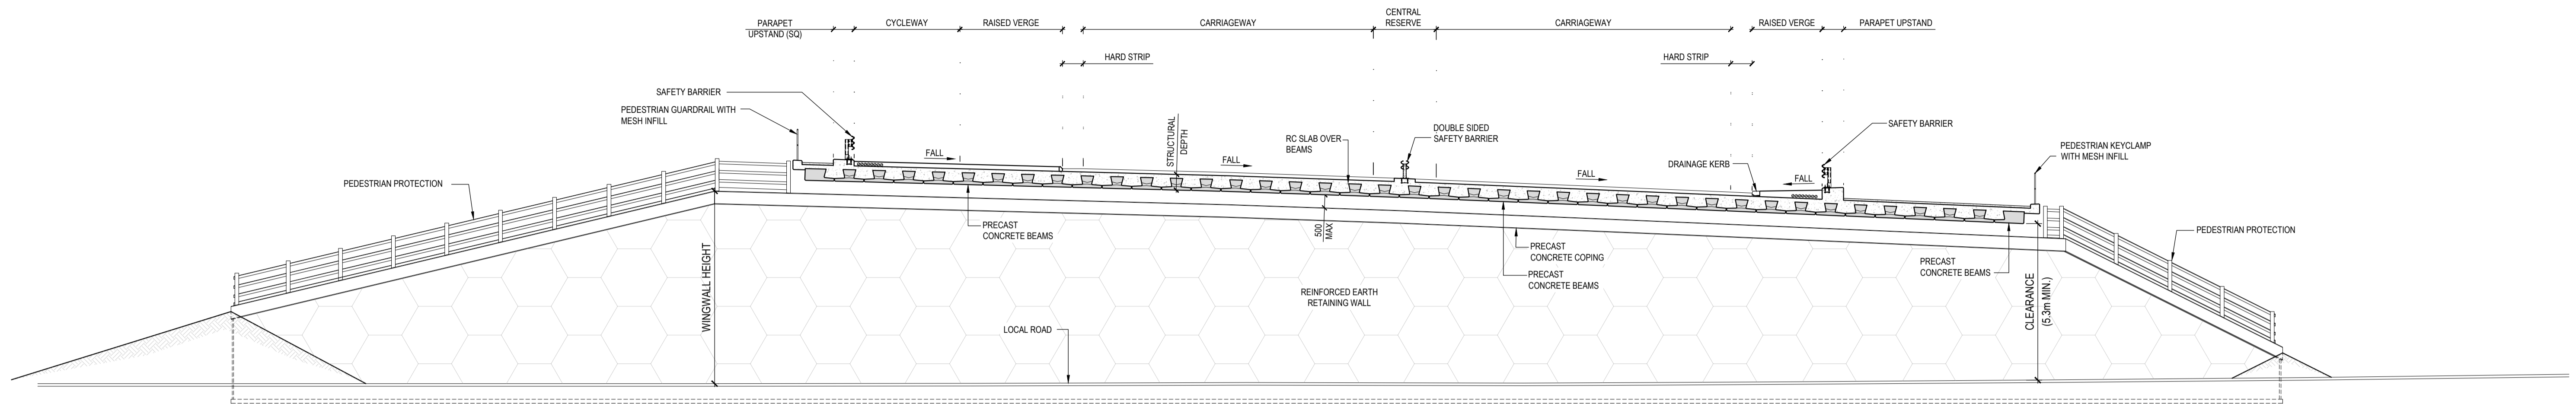 PARAPET
UPSTAND (SQ)
CYCLEWAY
RAISED VERGE
CARRIAGEWAY
CENTRAL
RESERVE
CARRIAGEWAY
RAISED VERGE
PARAPET UPSTAND
HARD STRIP
HARD STRIP
SAFETY BARRIER
PEDESTRIAN GUARDRAIL WITH
MESH INFILL
STRUCTURAL
DEPTH
RC SLAB OVER
BEAMS
DOUBLE SIDED
SAFETY BARRIER
SAFETY BARRIER
PEDESTRIAN KEYCLAMP
WITH MESH INFILL
FALL
FALL
FALL
FALL
DRAINAGE KERB
PEDESTRIAN PROTECTION
PRECAST
CONCRETE BEAMS
500
MAX
PRECAST
CONCRETE COPING
PRECAST
CONCRETE BEAMS
PRECAST
CONCRETE BEAMS
PEDESTRIAN PROTECTION
WINGWALL HEIGHT
REINFORCED EARTH
RETAINING WALL
CLEARANCE
(5.3m MIN.)
LOCAL ROAD